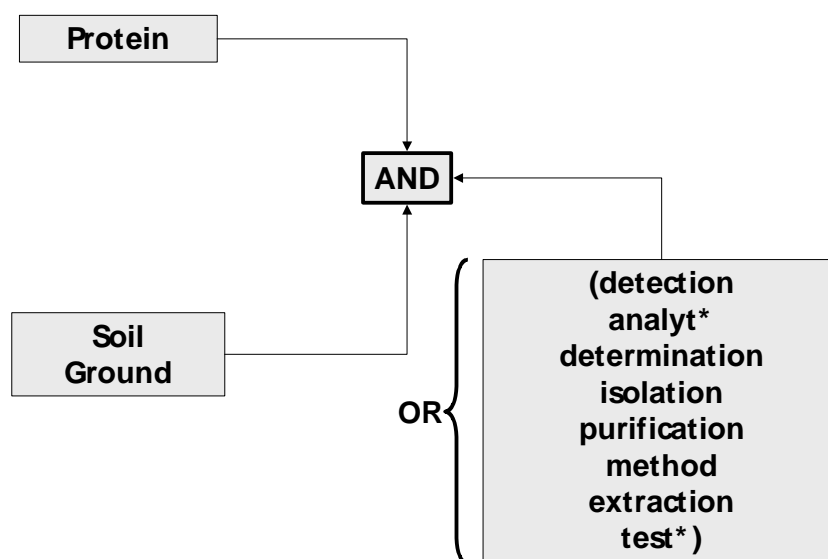 Protein
AND
Soil
Ground
OR
(detection
analyt*
determination
isolation
purification
method
extraction
test*)